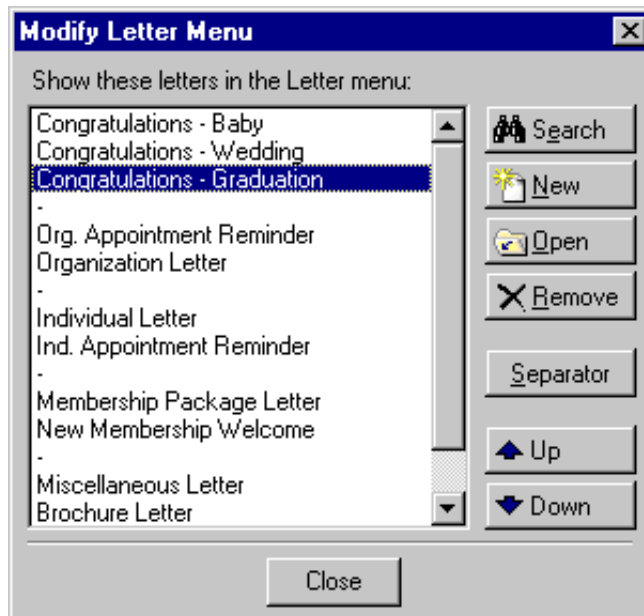 Modify Letter Menu
Show these letters in the Letter menu:
Congratulations - Baby
Congratulations - Wedding
Congratulations - Graduation
-
Org. Appointment Reminder
Organization Letter
-
Individual Letter
Ind. Appointment Reminder
-
Membership Package Letter
New Membership Welcome
-
Miscellaneous Letter
Brochure Letter
Search
New
Open
Remove
Separator
Up
Down
Close